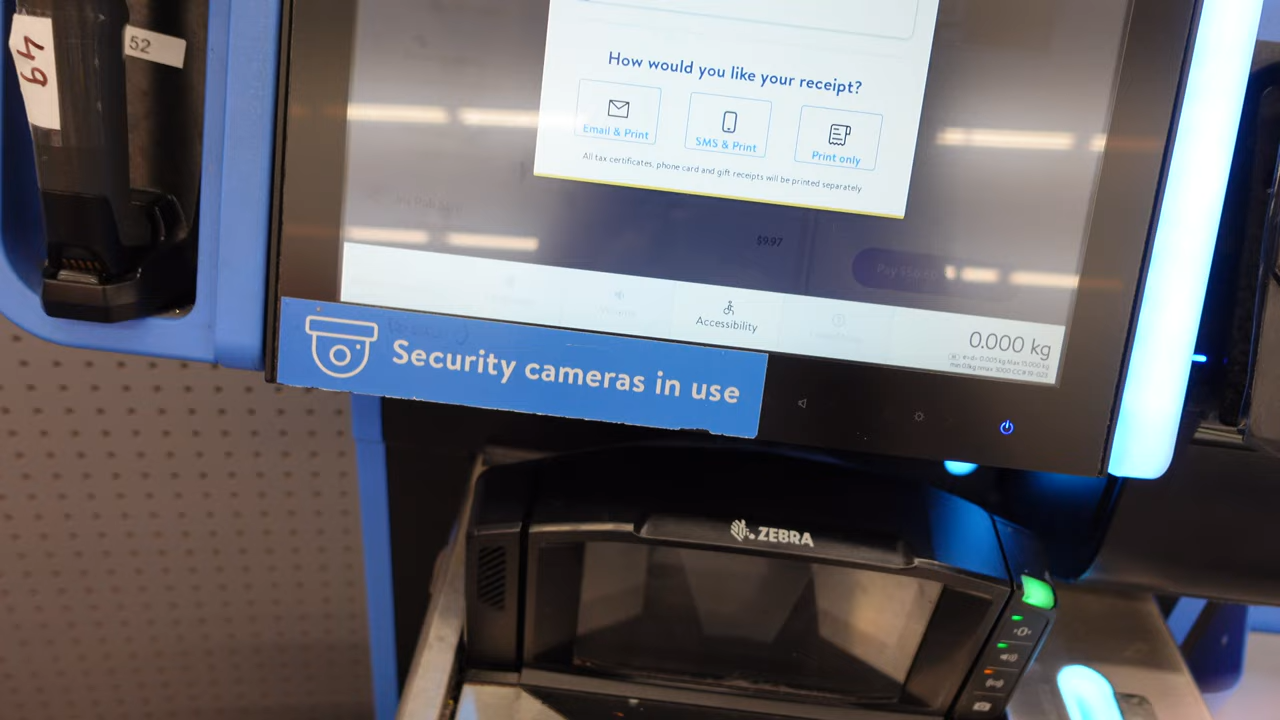 49
52
How would you like your receipt?
Email & Print
SMS & Print
Print only
All tax certificates, phone card and gift receipts will be printed separately
$9.97
Accessibility
0.000 kg
Security cameras in use
ZEBRA